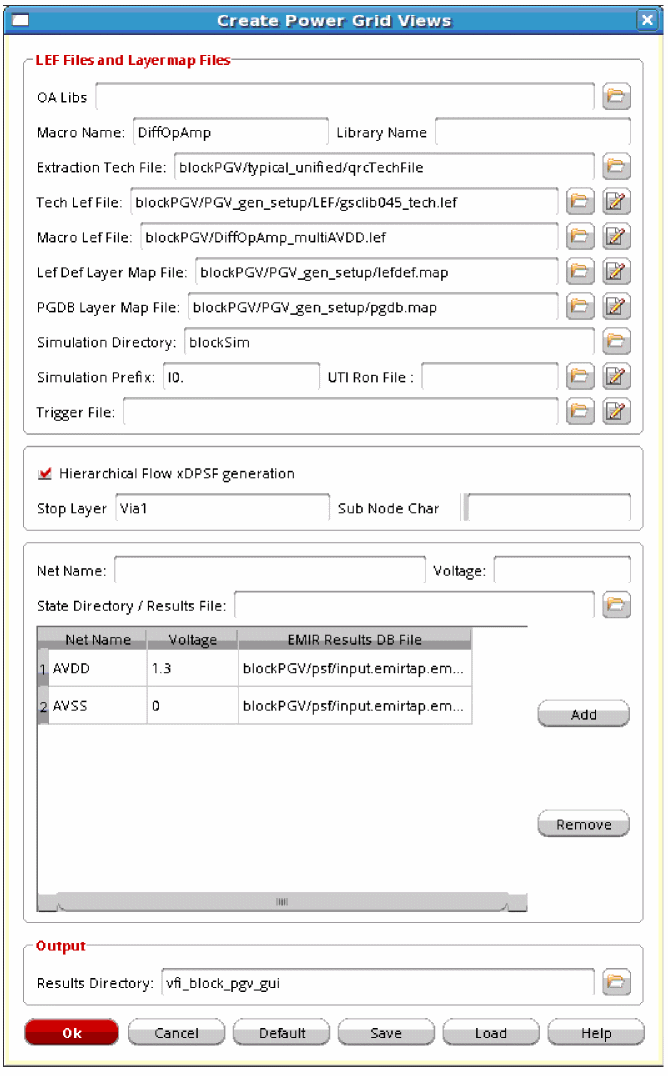 Create Power Grid Views
LEF Files and Layermap Files
OA Libs
Macro Name: DiffOpAmp Library Name
Extraction Tech File: blockPGV/typical_unified/qrcTechFile
Tech Lef File: blockPGV/PGV_gen_setup/LEF/gsclib045_tech.lef
Macro Lef File: blockPGV/DiffOpAmp_multiAVDD.lef
Lef Def Layer Map File: blockPGV/PGV_gen_setup/lefdef.map
PGDB Layer Map File: blockPGV/PGV_gen_setup/pgdb.map
Simulation Directory: blockSim
Simulation Prefix: I0. UTI Ron File :
Trigger File:
Hierarchical Flow xDPSF generation
Stop Layer Via1 Sub Node Char
Net Name: Voltage:
State Directory / Results File:
Net Name Voltage EMIR Results DB File
1 AVDD 1.3 blockPGV/psf/input.emirtap.em...
2 AVSS 0 blockPGV/psf/input.emirtap.em...
Add
Remove
Output
Results Directory: vfi_block_pgv_gui
Ok Cancel Default Save Load Help